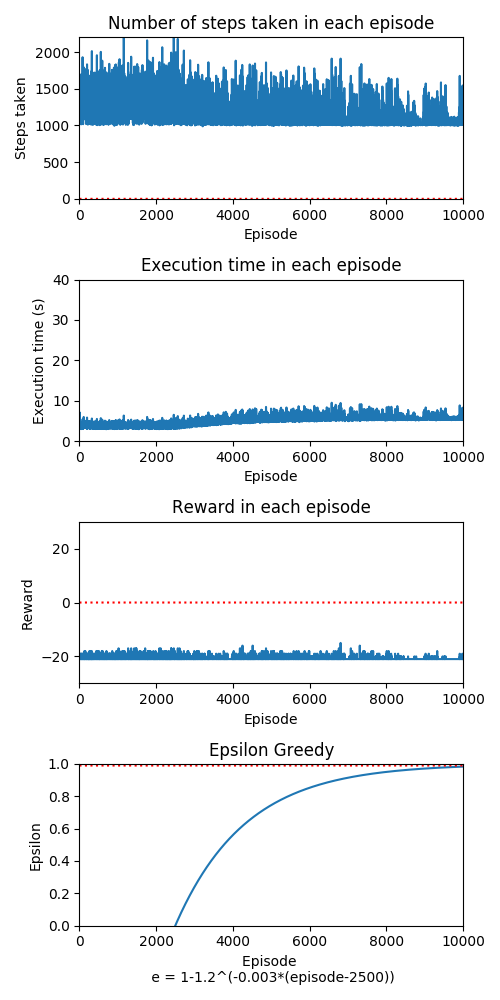 Number of steps taken in each episode
2000
1500
1000
500
0
Steps taken
0 2000 4000 6000 8000 10000
Episode
Execution time in each episode
40
30
20
10
0
Execution time (s)
0 2000 4000 6000 8000 10000
Episode
Reward in each episode
20
0
−20
Reward
0 2000 4000 6000 8000 10000
Episode
Epsilon Greedy
1.0
0.8
0.6
0.4
0.2
0.0
Epsilon
0 2000 4000 6000 8000 10000
Episode
e = 1-1.2^(-0.003*(episode-2500))